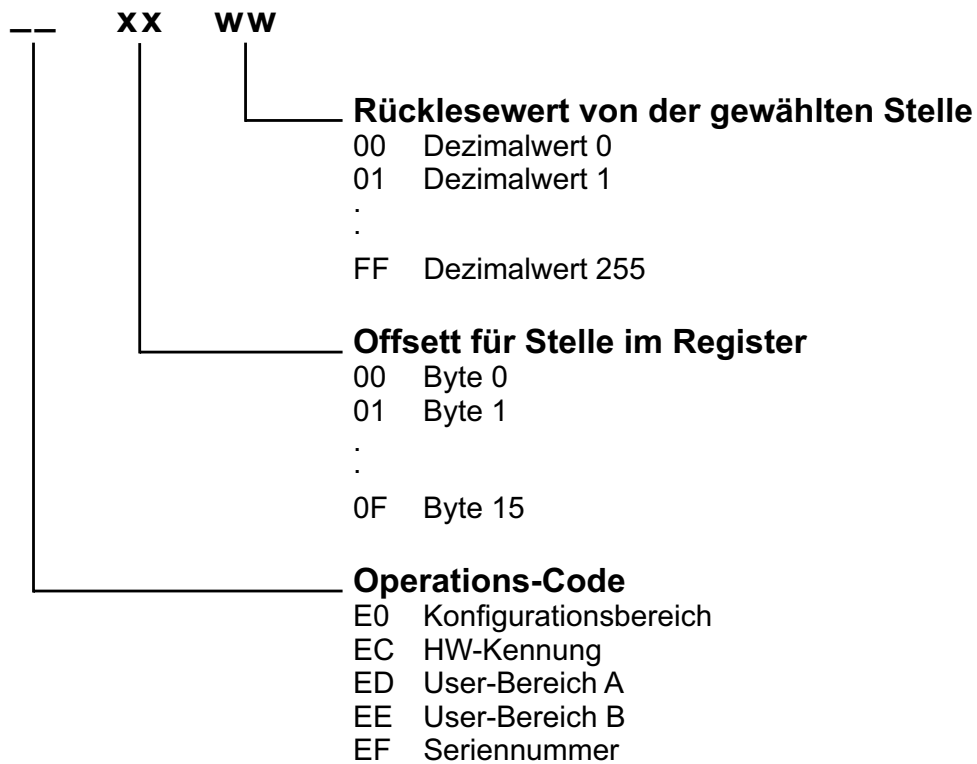 __ xx ww
Rücklesewert von der gewählten Stelle
00 Dezimalwert 0
01 Dezimalwert 1
.
.
FF Dezimalwert 255
Offsett für Stelle im Register
00 Byte 0
01 Byte 1
.
.
0F Byte 15
Operations-Code
E0 Konfigurationsbereich
EC HW-Kennung
ED User-Bereich A
EE User-Bereich B
EF Seriennummer